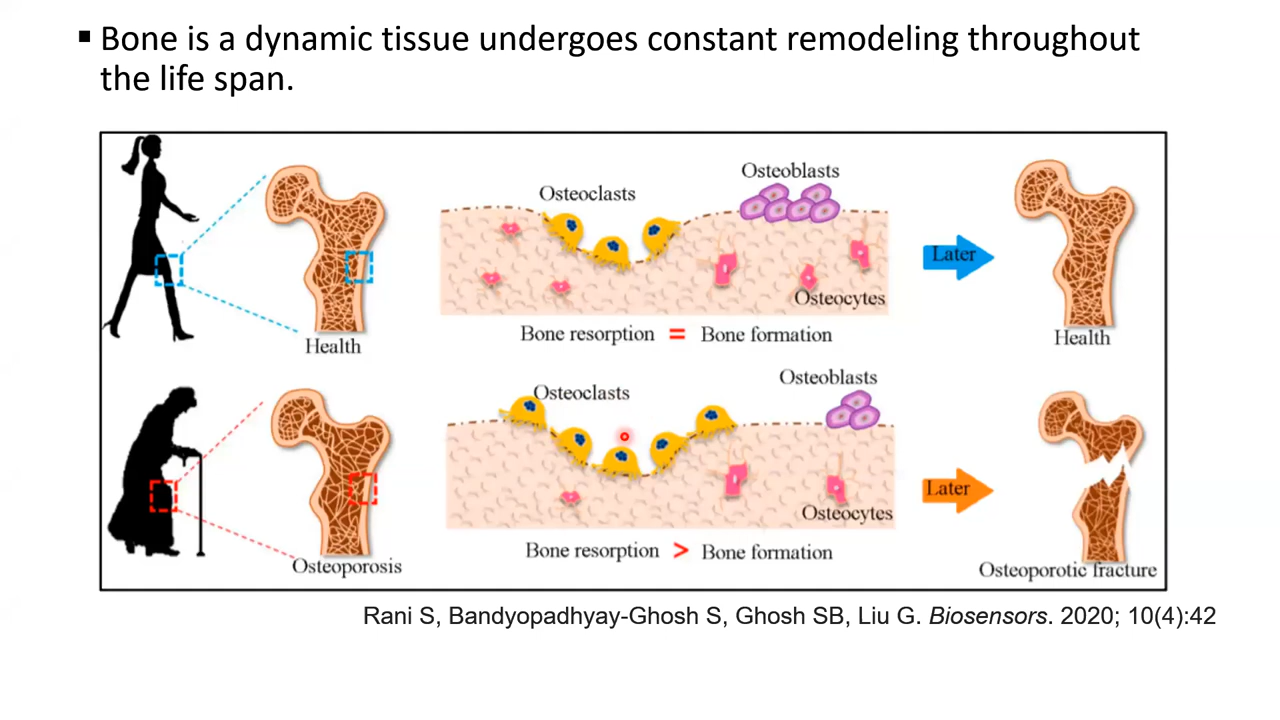 ▪ Bone is a dynamic tissue undergoes constant remodeling throughout
the life span.
Osteoclasts
Osteoblasts
Later
Osteocytes
Bone resorption = Bone formation
Health
Health
Osteoclasts
Osteoblasts
Later
Osteocytes
Bone resorption > Bone formation
Osteoporosis
Osteoporotic fracture
Rani S, Bandyopadhyay-Ghosh S, Ghosh SB, Liu G. Biosensors. 2020; 10(4):42